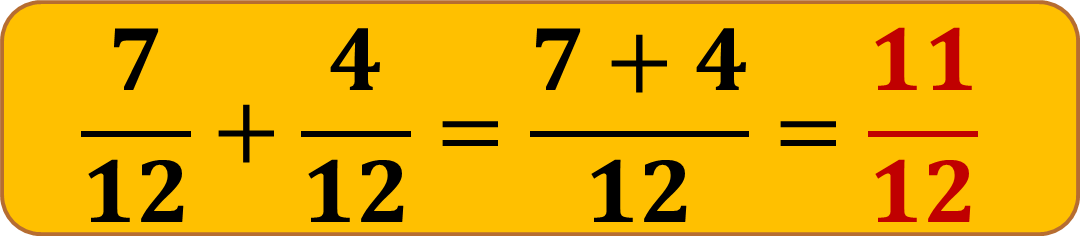 7/12 + 4/12 = (7 + 4)/12 = 11/12